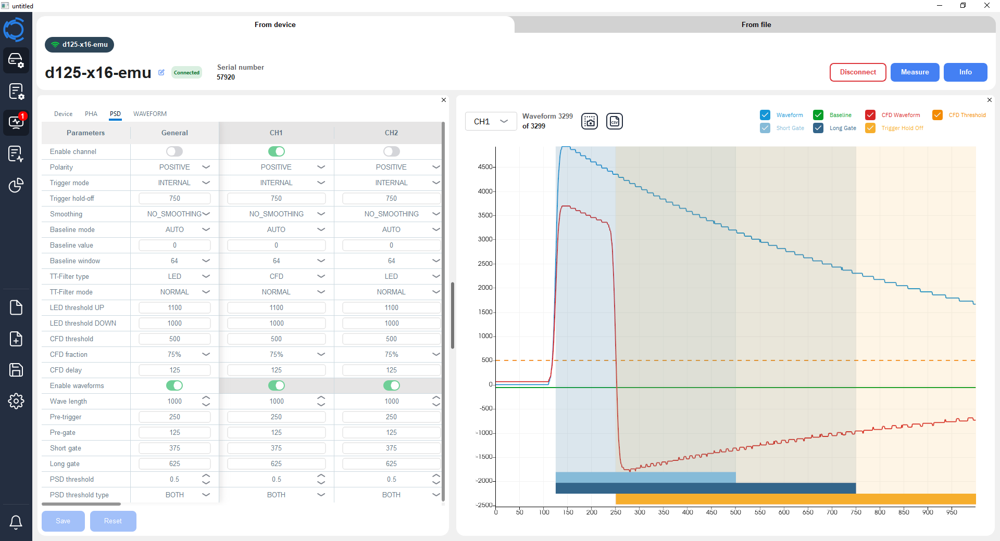 untitled
From device
From file
d125-x16-emu
d125-x16-emu
Connected
Serial number
57920
Disconnect
Measure
Info
1
Device PHA PSD WAVEFORM
Parameters General CH1 CH2
Enable channel
Polarity POSITIVE POSITIVE POSITIVE
Trigger mode INTERNAL INTERNAL INTERNAL
Trigger hold-off 750 750 750
Smoothing NO_SMOOTHING NO_SMOOTHING NO_SMOOTHING
Baseline mode AUTO AUTO AUTO
Baseline value 0 0 0
Baseline window 64 64 64
TT-Filter type LED CFD LED
TT-Filter mode NORMAL NORMAL NORMAL
LED threshold UP 1100 1100 1100
LED threshold DOWN 1000 1000 1000
CFD threshold 500 500 500
CFD fraction 75% 75% 75%
CFD delay 125 125 125
Enable waveforms
Wave length 1000 1000 1000
Pre-trigger 250 250 250
Pre-gate 125 125 125
Short gate 375 375 375
Long gate 625 625 625
PSD threshold 0.5 0.5 0.5
PSD threshold type BOTH BOTH BOTH
Save Reset
CH1
Waveform 3299
of 3299
CSV
Waveform Baseline CFD Waveform CFD Threshold
Short Gate Long Gate Trigger Hold Off
4500
4000
3500
3000
2500
2000
1500
1000
500
0
-500
-1000
-1500
-2000
-2500
0 50 100 150 200 250 300 350 400 450 500 550 600 650 700 750 800 850 900 950